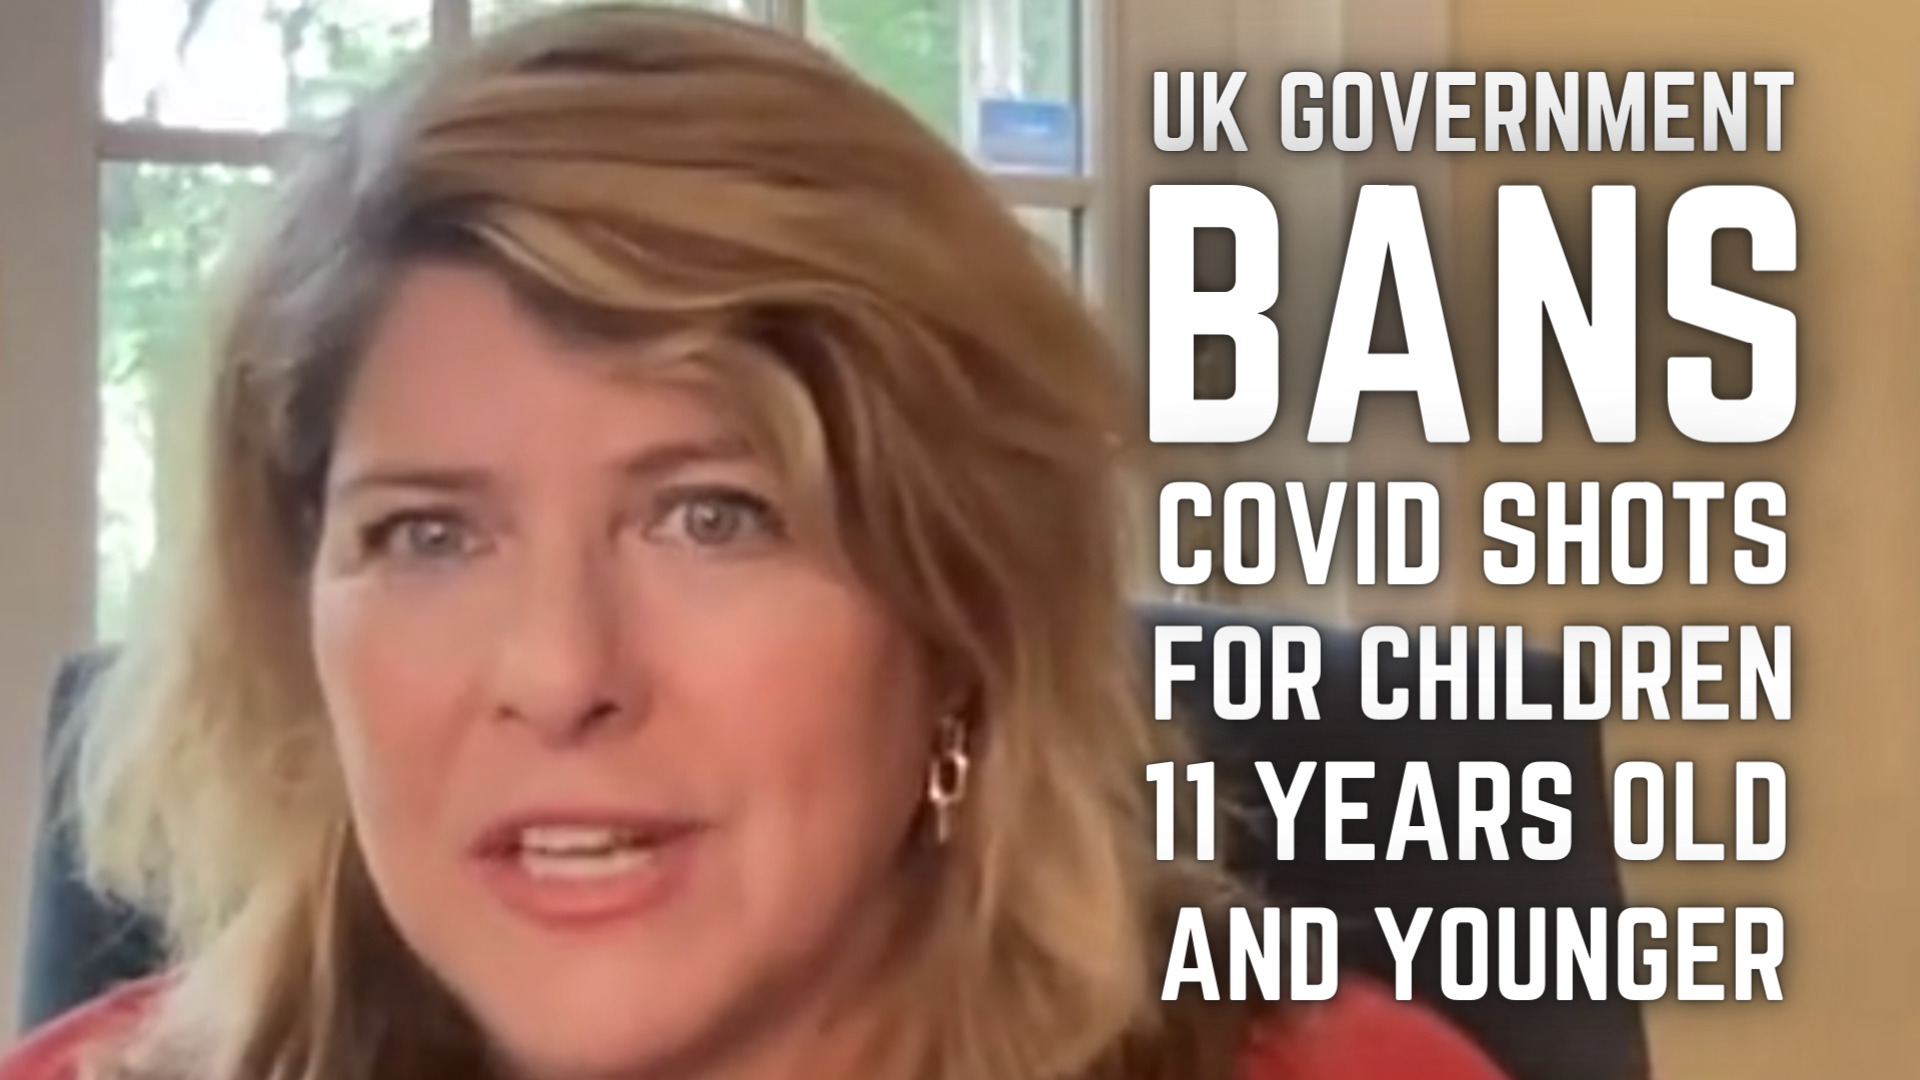 UK GOVERNMENT
BANS
COVID SHOTS
FOR CHILDREN
11 YEARS OLD
AND YOUNGER